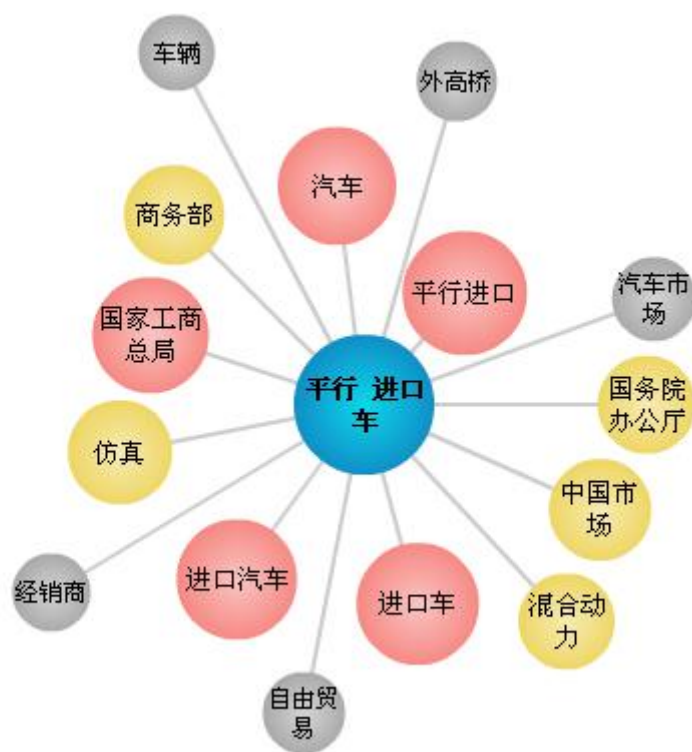 车辆
外高桥
汽车
商务部
平行进口
汽车市
场
国家工商
总局
平行 进口
车
国务院
办公厅
仿真
中国市
场
进口汽车
经销商
进口车
混合动
力
自由贸
易